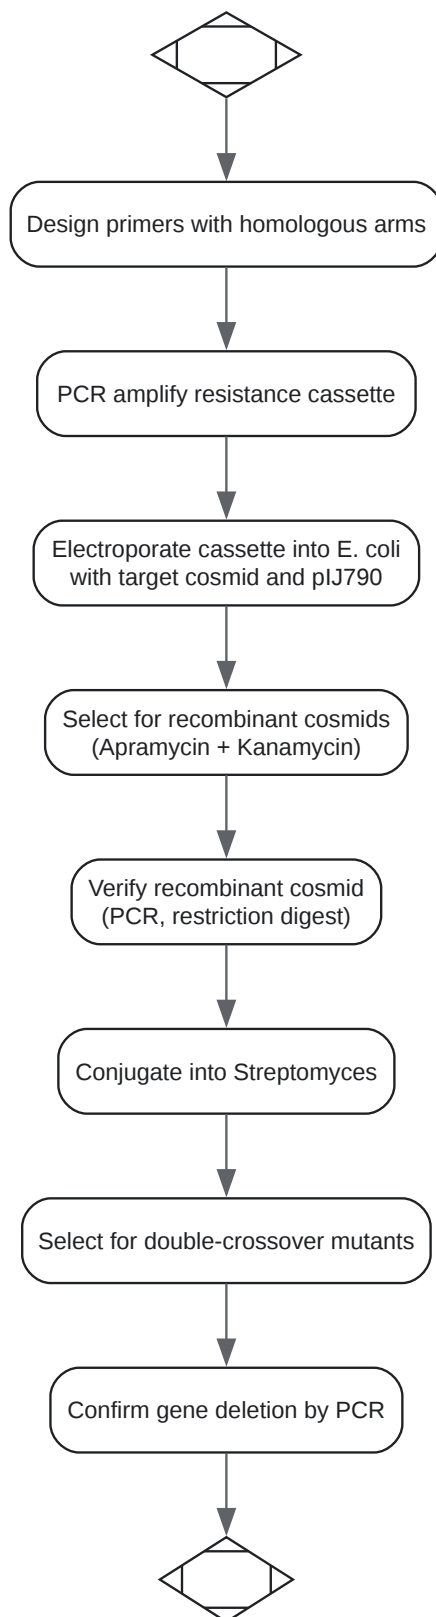 Design primers with homologous arms
PCR amplify resistance cassette
Electroporate cassette into E. coli
with target cosmid and pIJ790
Select for recombinant cosmids
(Apramycin + Kanamycin)
Verify recombinant cosmid
(PCR, restriction digest)
Conjugate into Streptomyces
Select for double-crossover mutants
Confirm gene deletion by PCR